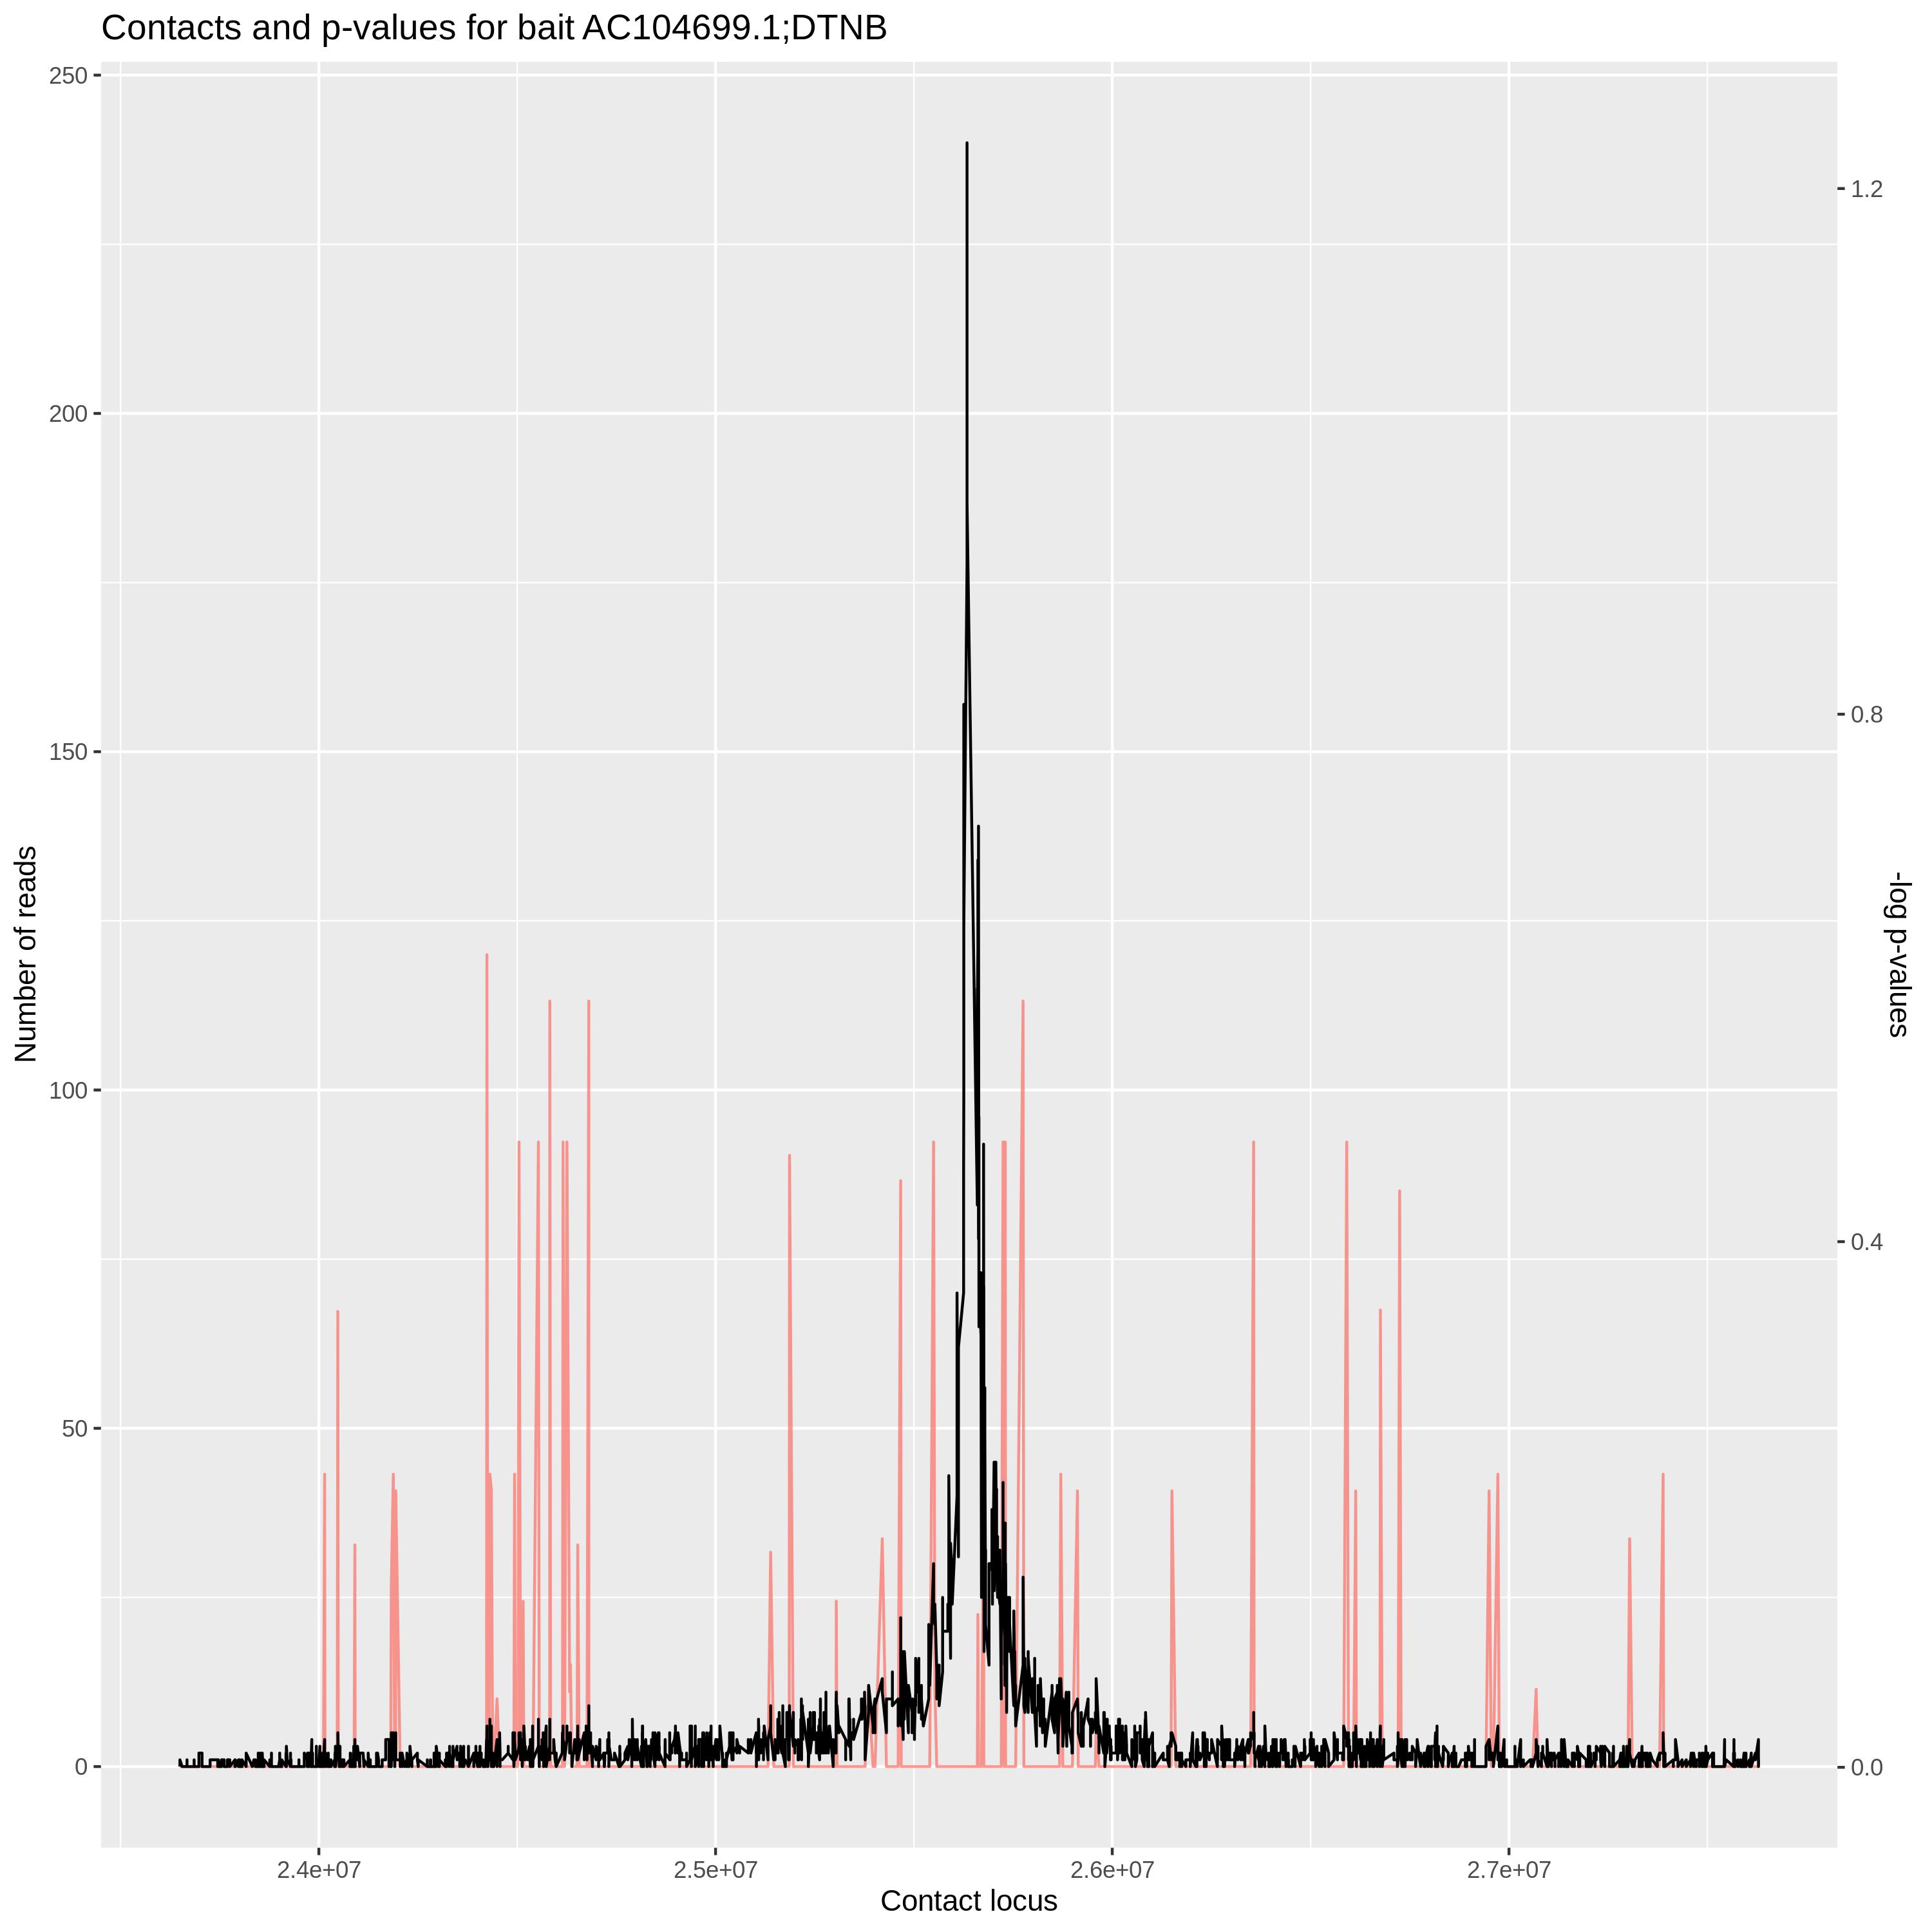 Contacts and p-values for bait AC104699.1;DTNB
250
200
150
100
50
0
Number of reads
1.2
0.8
0.4
0.0
-log p-values
2.4e+07
2.5e+07
2.6e+07
2.7e+07
Contact locus